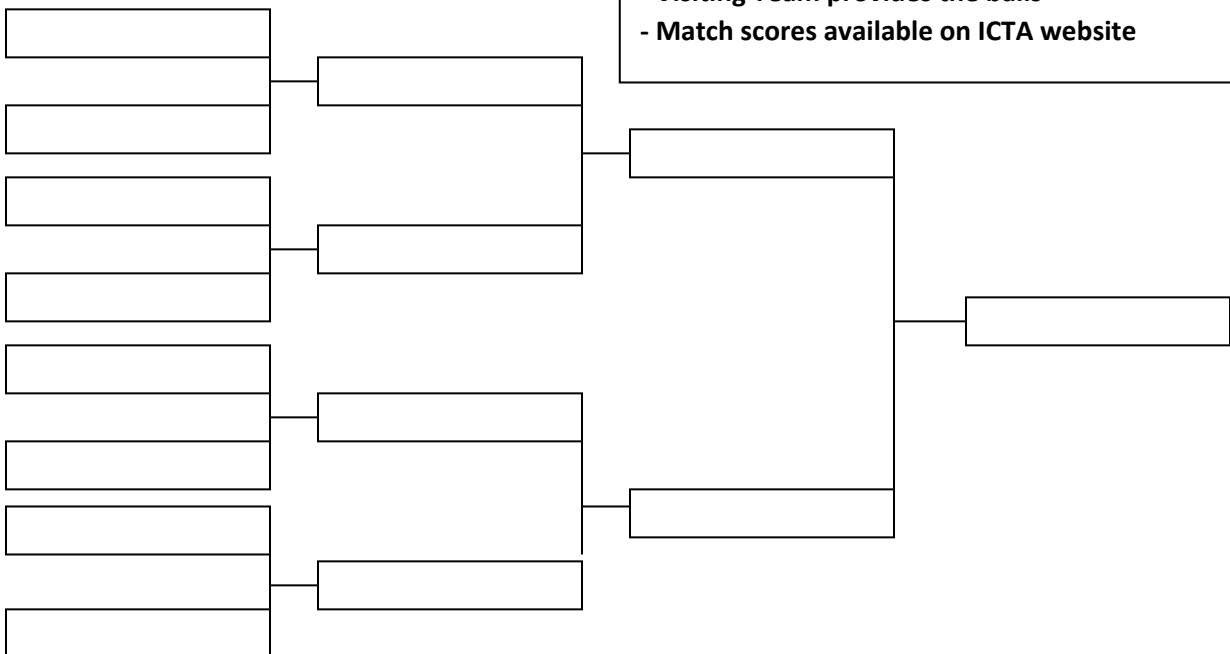 Visiting Team provides the balls
- Match scores available on ICTA website